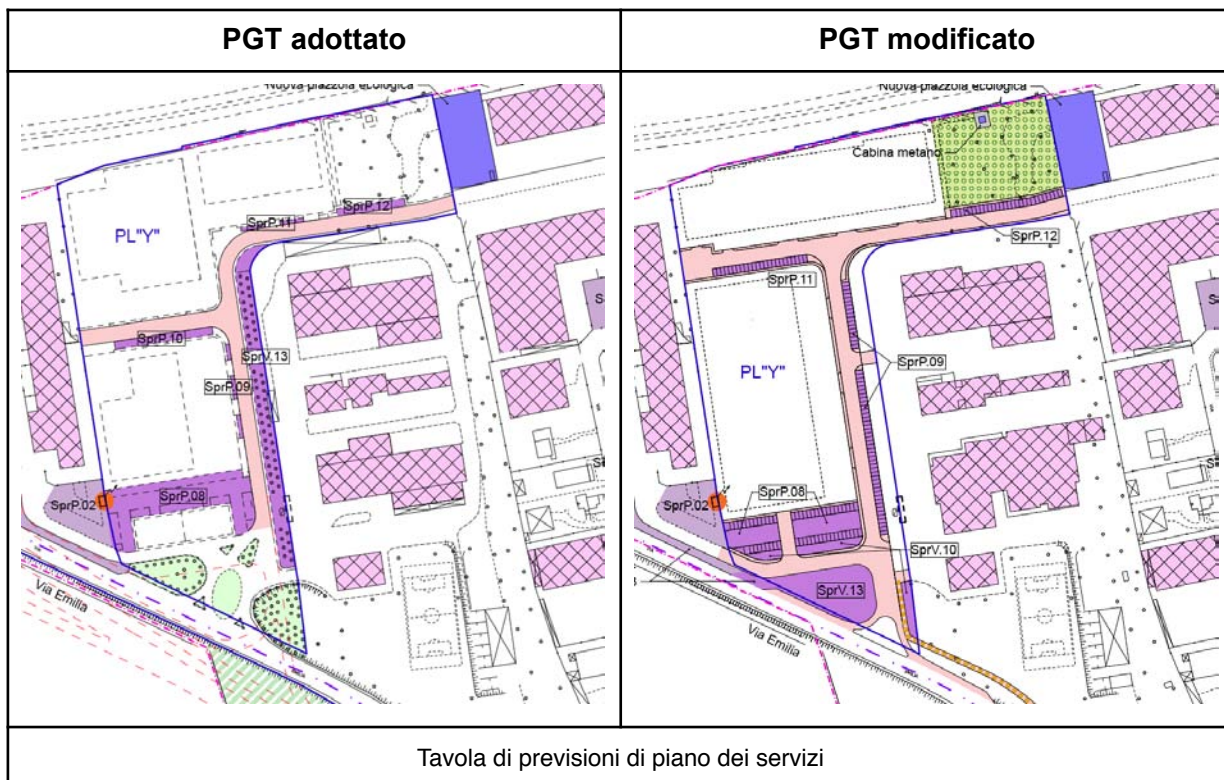 PGT adottato
PGT modificato
Nuova piazzola ecologica
PL"Y"
SprP.12
SprP.11
SprP.10
SprV.13
SprP.09
SprP.08
SprP.02
Via Emilia
Nuova piazzola ecologica
Cabina metano
SprP.12
SprP.11
SprP.09
PL"Y"
SprP.08
SprP.02
SprV.10
SprV.13
Via Emilia
Tavola di previsioni di piano dei servizi